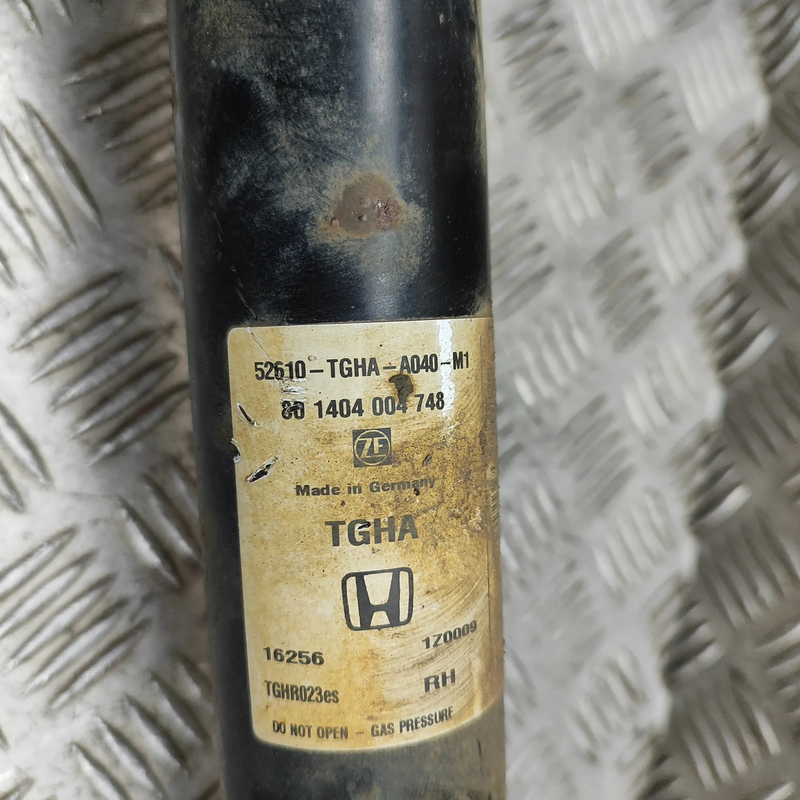 52610-TGHA-A040-M1
80 1404 004 748
ZF
Made in Germany
TGHA
16256 1Z0009
TGHR023es RH
DO NOT OPEN - GAS PRESSURE